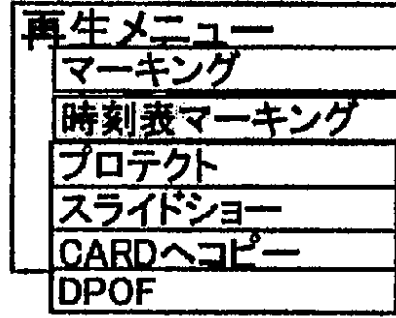 再生メニュー
マーキング
時刻表マーキング
プロテクト
スライドショー
CARDへコピー
DPOF